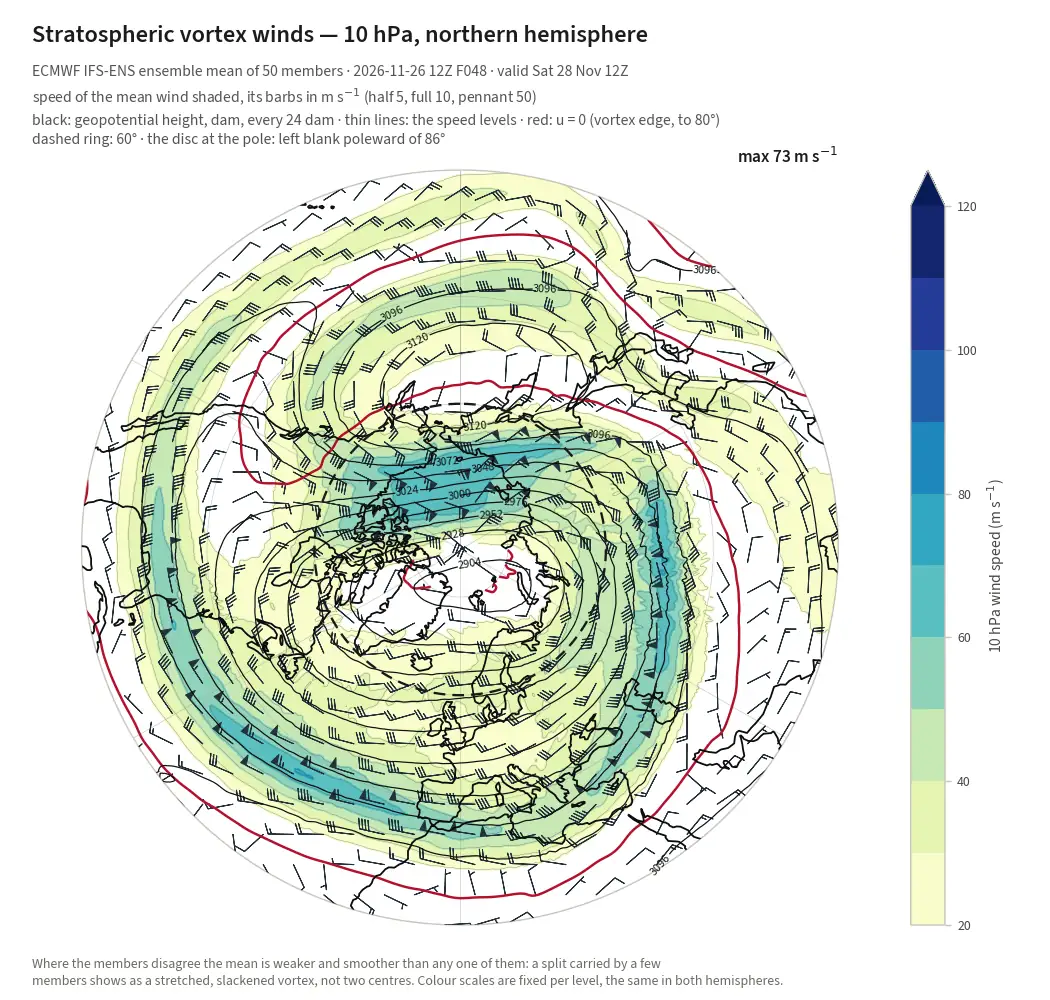 Stratospheric vortex winds — 10 hPa, northern hemisphere
ECMWF IFS-ENS ensemble mean of 50 members · 2026-11-26 12Z F048 · valid Sat 28 Nov 12Z
speed of the mean wind shaded, its barbs in m s⁻¹ (half 5, full 10, pennant 50)
black: geopotential height, dam, every 24 dam · thin lines: the speed levels · red: u = 0 (vortex edge, to 80°)
dashed ring: 60° · the disc at the pole: left blank poleward of 86°
max 73 m s⁻¹
120
100
80
60
40
20
10 hPa wind speed (m s⁻¹)
3096
3096
3096
3120
3120
3096
3072
3048
3024
3000
2976
2952
2928
2904
3096
Where the members disagree the mean is weaker and smoother than any one of them: a split carried by a few
members shows as a stretched, slackened vortex, not two centres. Colour scales are fixed per level, the same in both hemispheres.